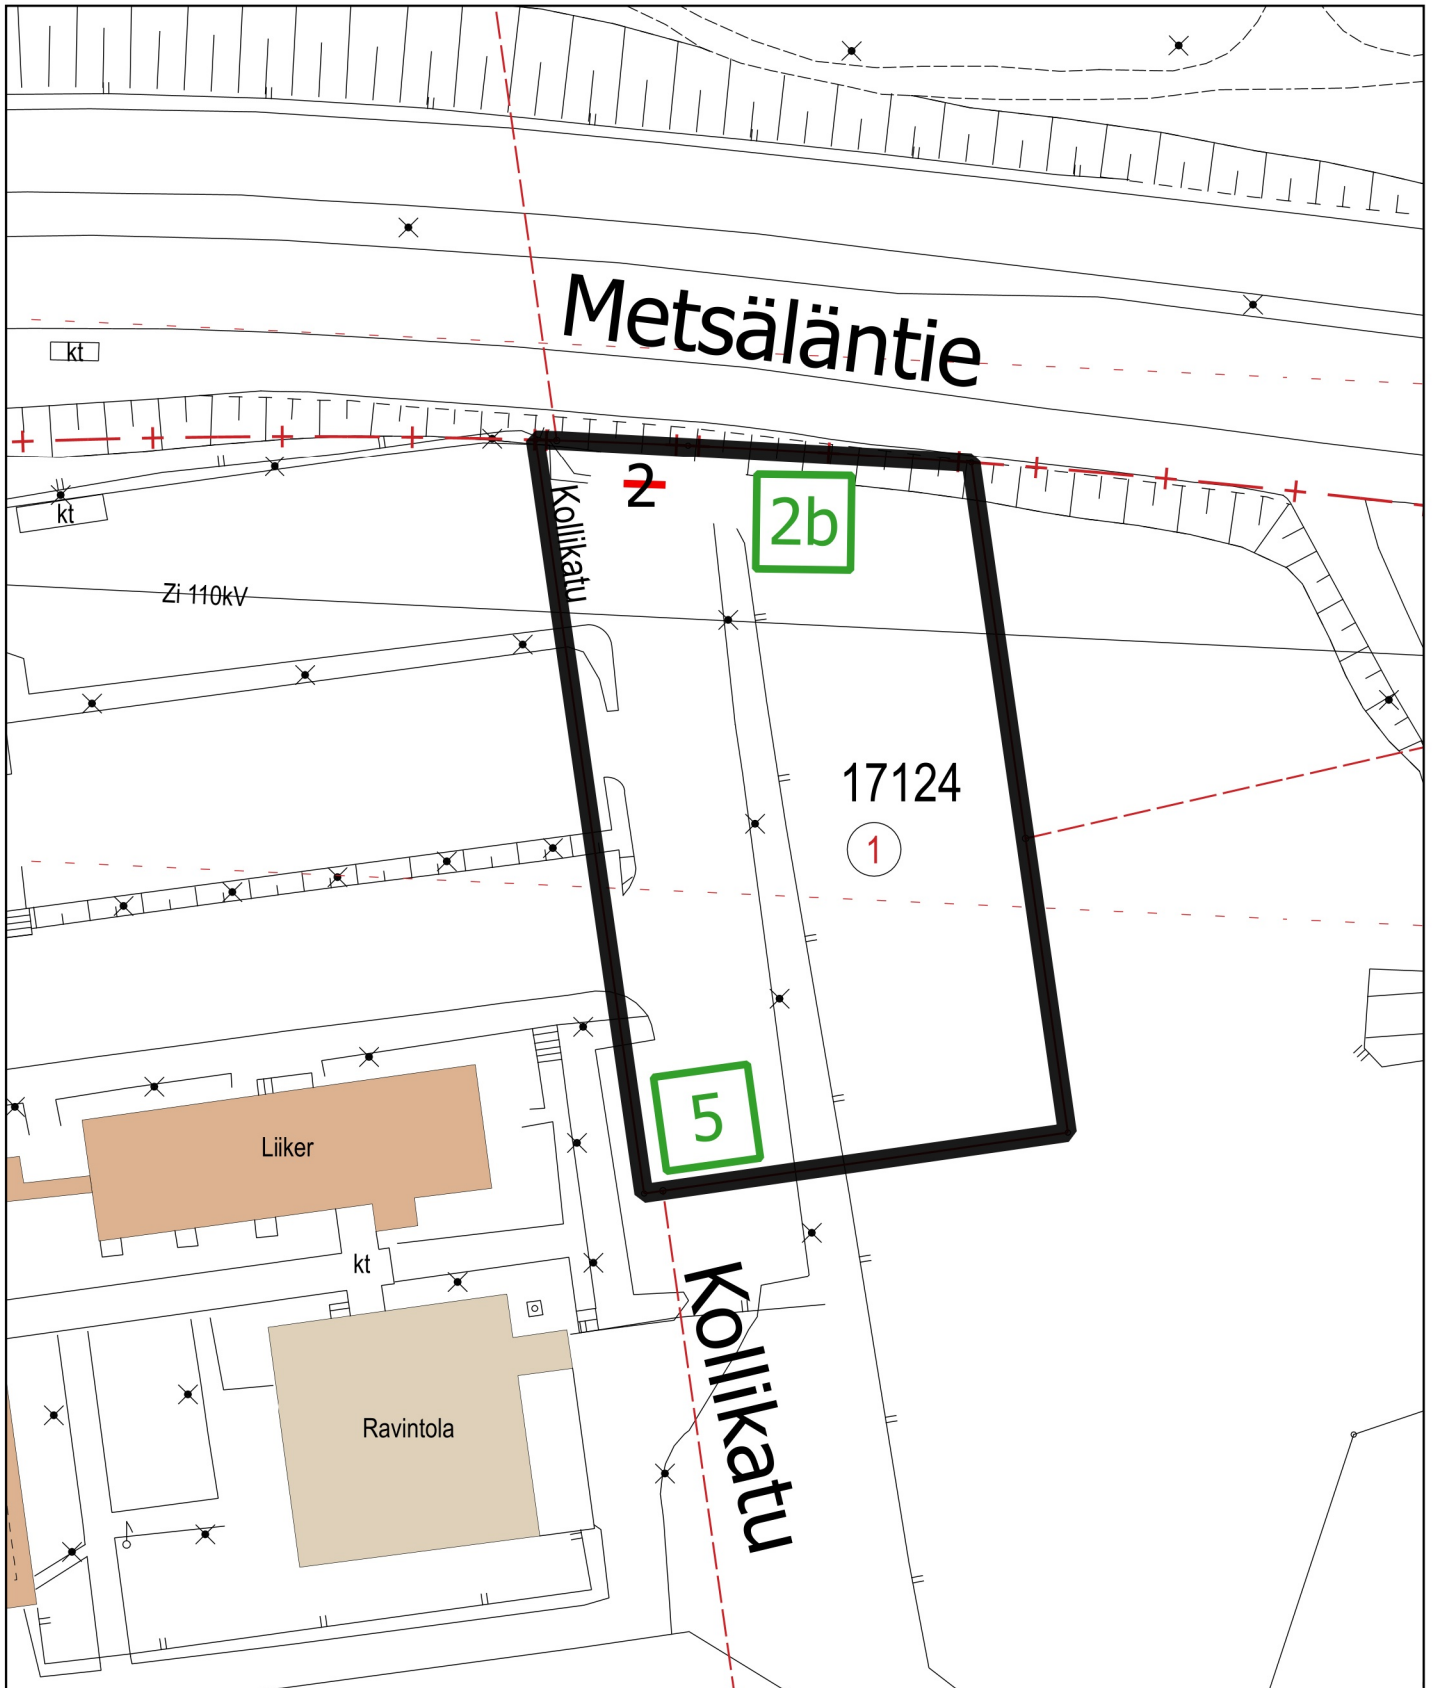 Metsäläntie
kt
2
2b
Kollikatu
kt
Zi 110kV
17124
1
5
Liiker
kt
Kollikatu
Ravintola